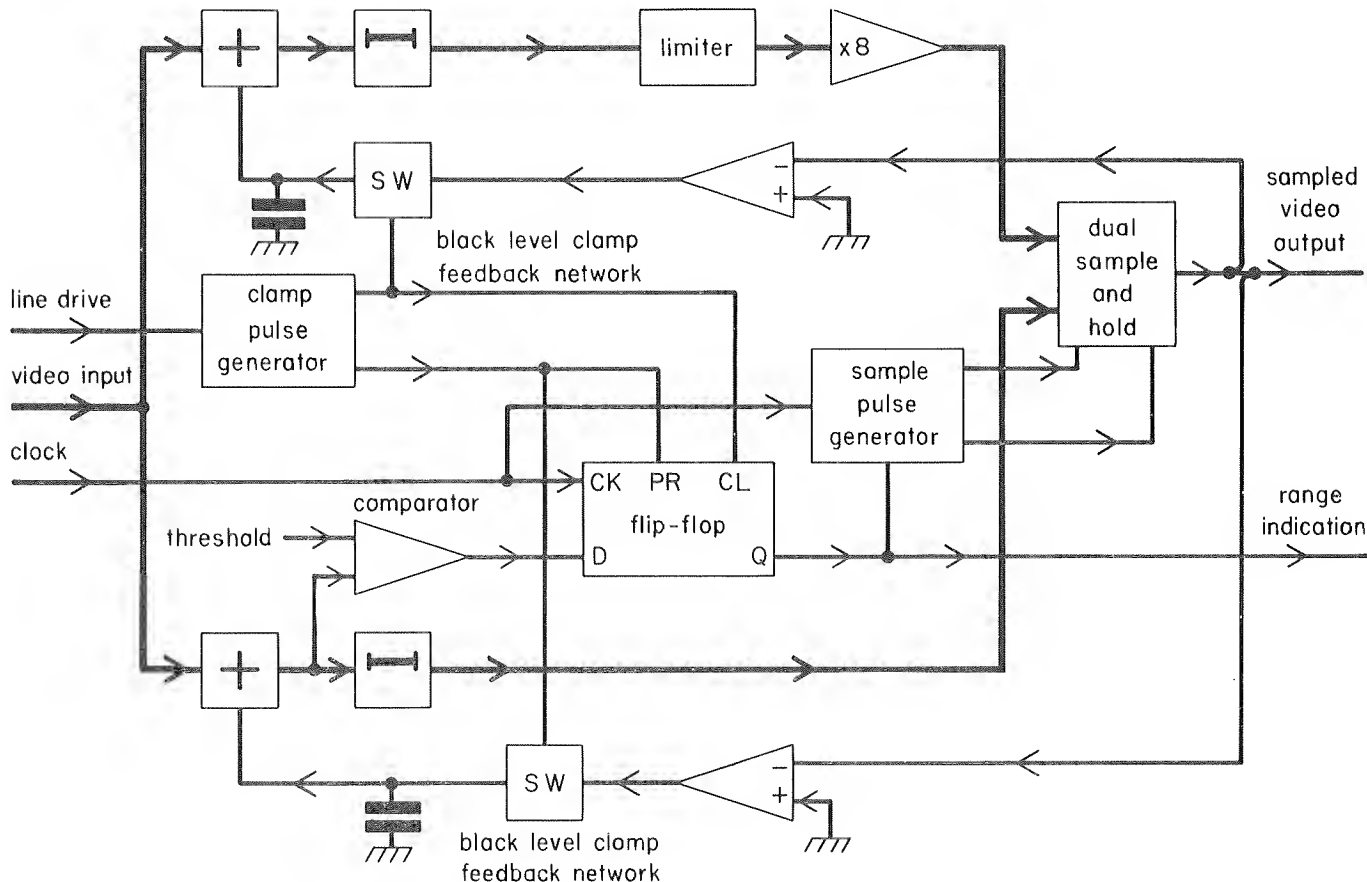 +
limiter
x8
SW
-
+
black level clamp
feedback network
dual
sample
and
hold
sampled
video
output
line drive
clamp
pulse
generator
video input
sample
pulse
generator
clock
CK PR CL
flip-flop
D Q
comparator
threshold
range
indication
+
SW
-
+
black level clamp
feedback network